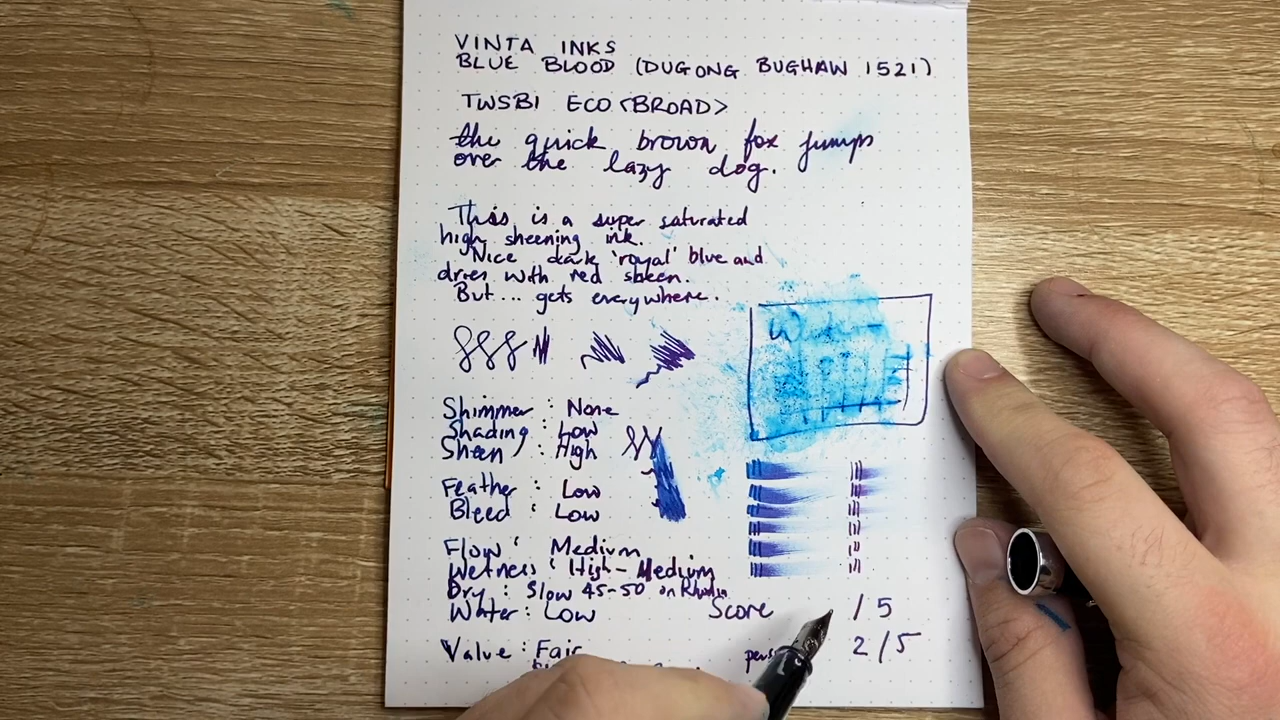 VINTA INKS
BLUE BLOOD (DUGONG BUGHAW 1521)
TWSBI ECO <BROAD>
the quick brown fox jumps
over the lazy dog.
This is a super saturated
high sheening ink.
Nice dark 'royal' blue and
dries with red sheen.
But... gets everywhere.
Shimmer : None
Shading : Low
Sheen : High
Feather : Low
Bleed : Low
Flow : Medium
Wetness : High-Medium
Dry : Slow 45-50 on Rhodia
Water : Low
Score /5
Value : Fair
2/5